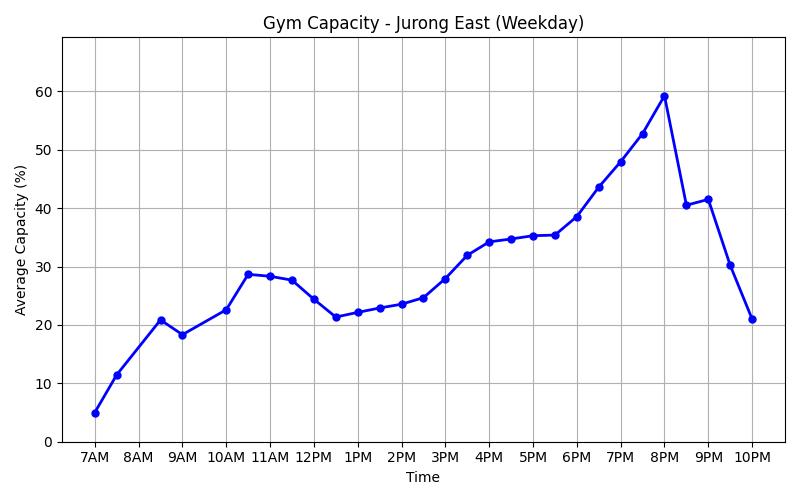 Gym Capacity - Jurong East (Weekday)
Average Capacity (%)
60
50
40
30
20
10
0
7AM 8AM 9AM 10AM 11AM 12PM 1PM 2PM 3PM 4PM 5PM 6PM 7PM 8PM 9PM 10PM
Time